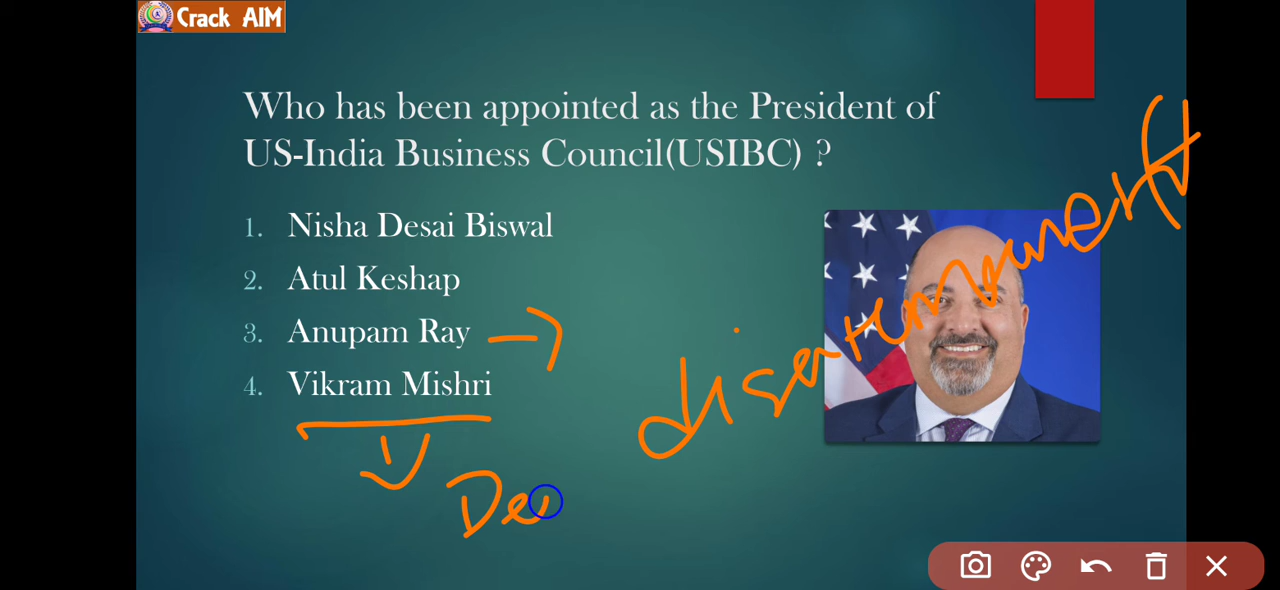 Crack AIM
Who has been appointed as the President of
US-India Business Council(USIBC) ?
1. Nisha Desai Biswal
2. Atul Keshap
3. Anupam Ray
4. Vikram Mishri
De